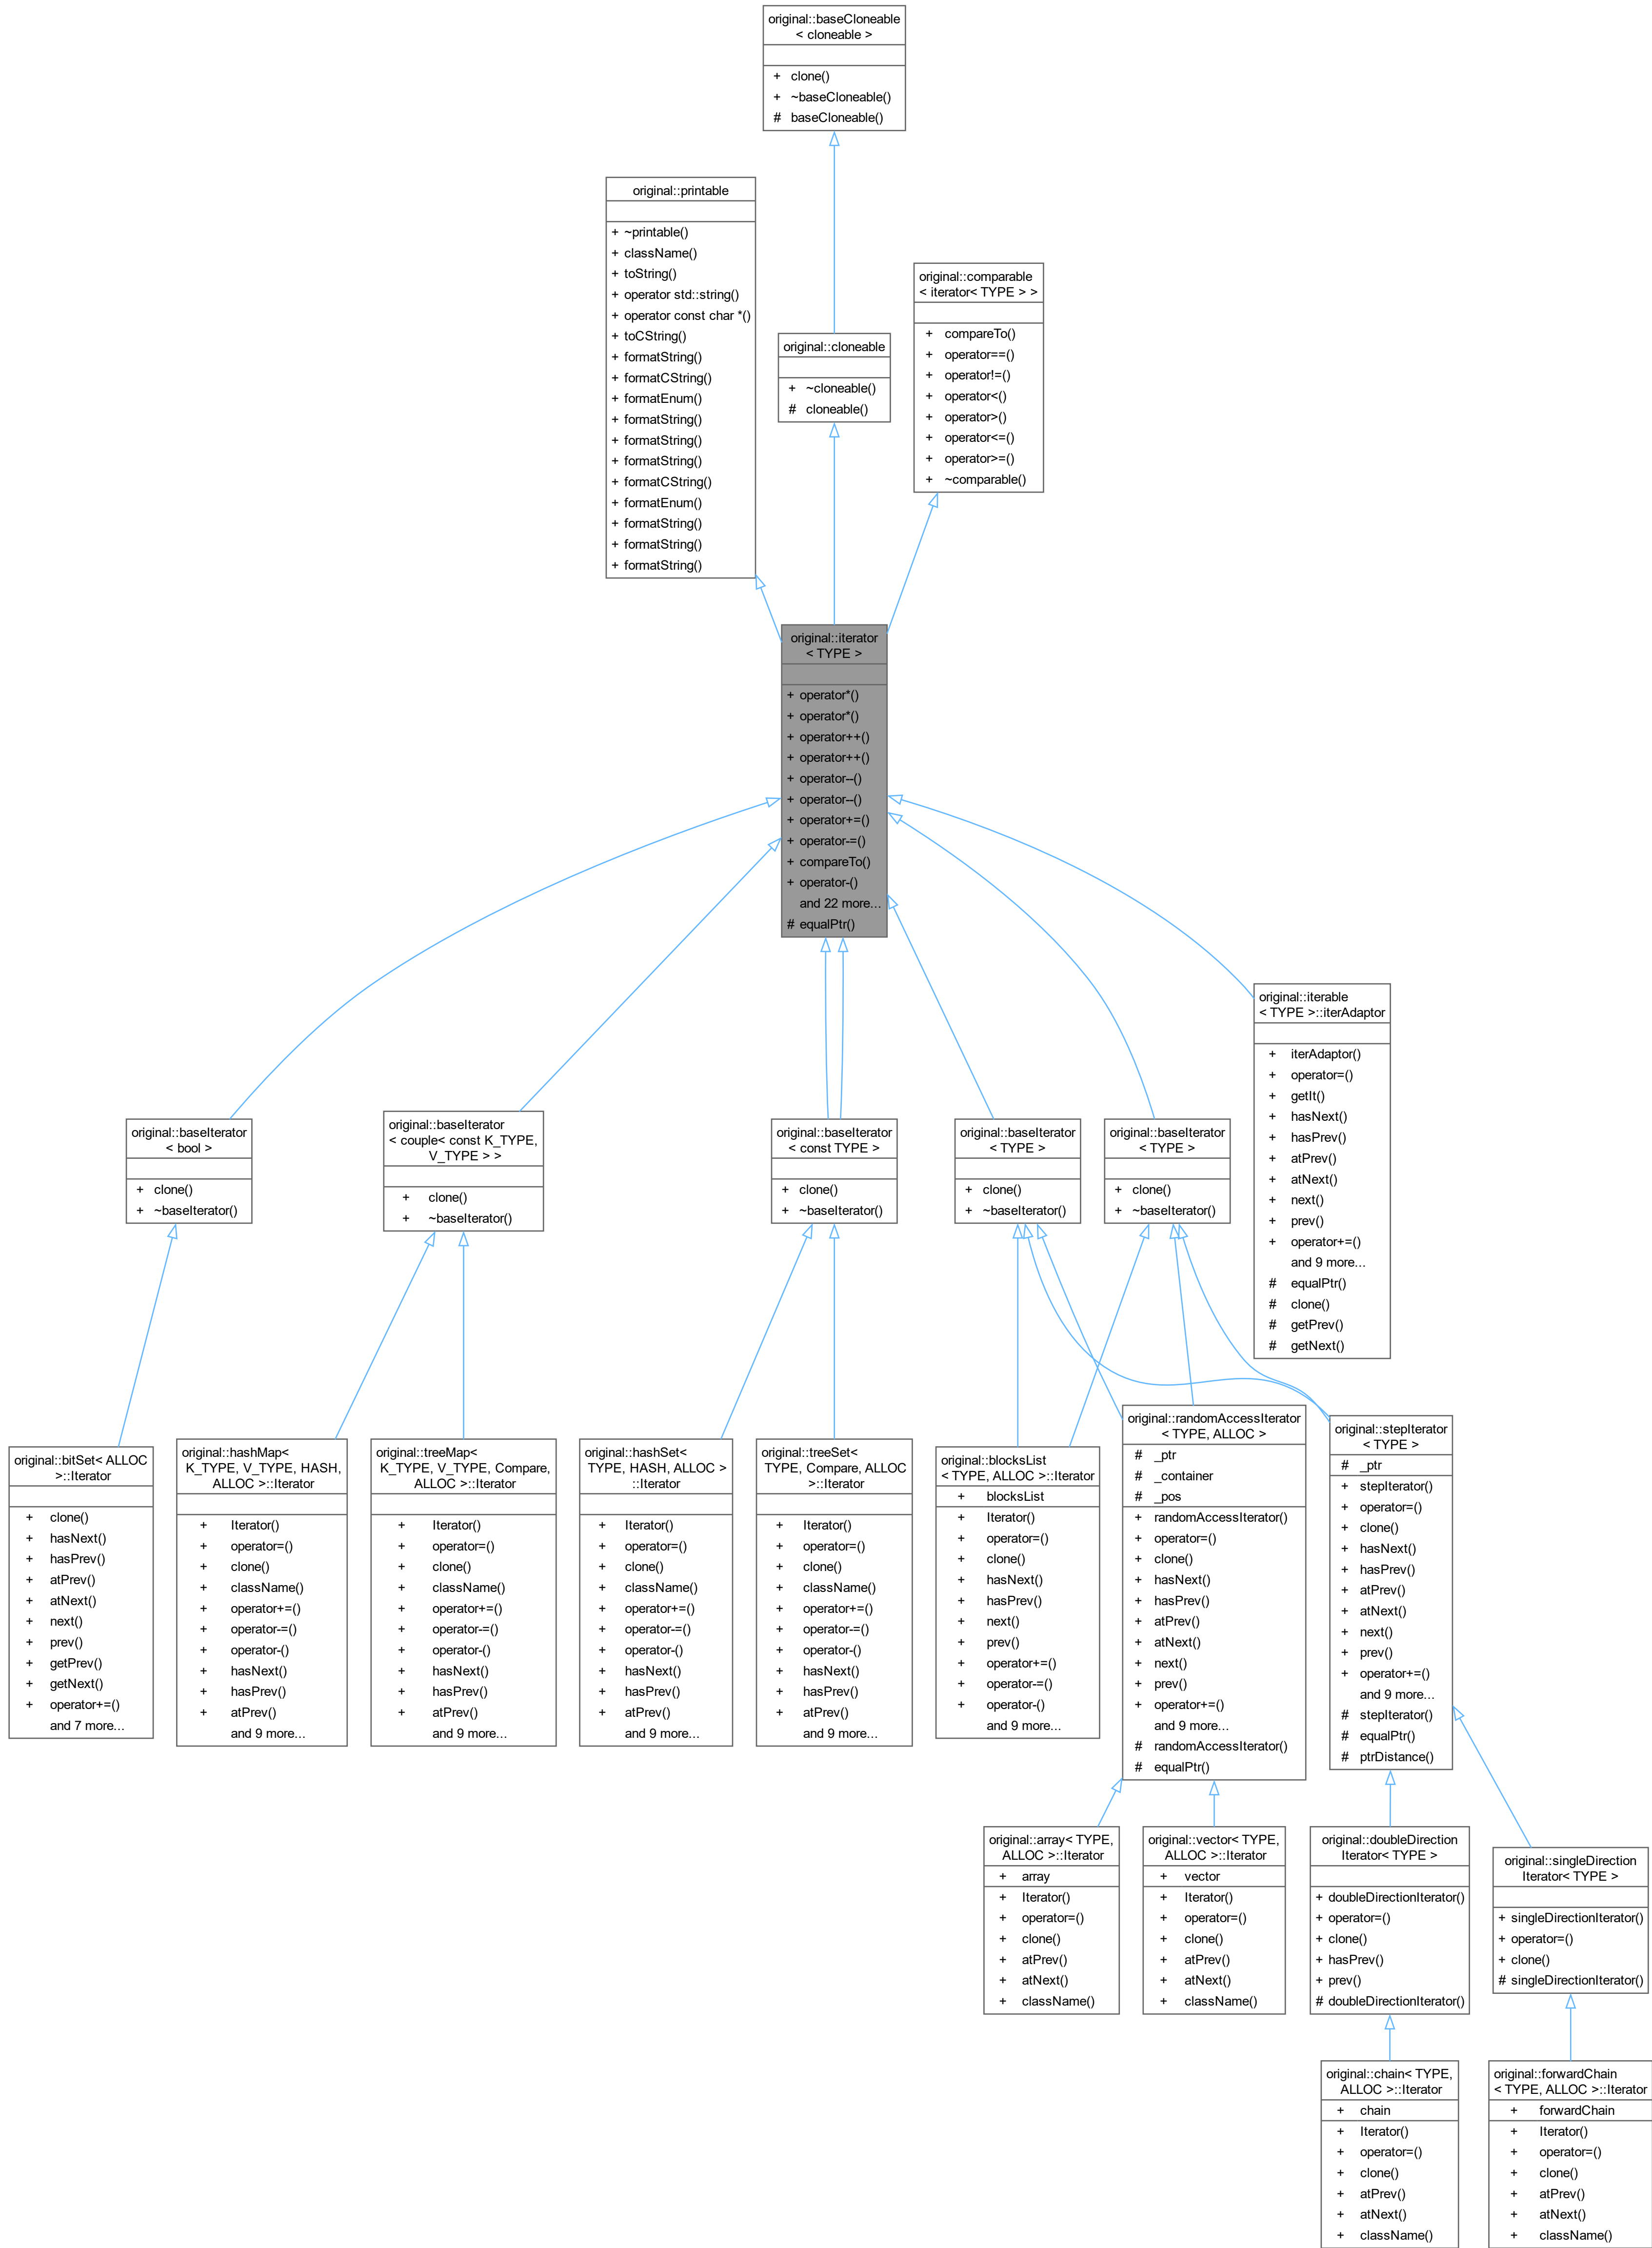 original::baseCloneable
< cloneable >
+ clone()
+ ~baseCloneable()
# baseCloneable()
original::printable
+ ~printable()
+ className()
+ toString()
+ operator std::string()
+ operator const char *()
+ toCString()
+ formatString()
+ formatCString()
+ formatEnum()
+ formatString()
+ formatString()
+ formatString()
+ formatCString()
+ formatEnum()
+ formatString()
+ formatString()
+ formatString()
original::cloneable
+ ~cloneable()
# cloneable()
original::comparable
< iterator< TYPE > >
+ compareTo()
+ operator==()
+ operator!=()
+ operator<()
+ operator>()
+ operator<=()
+ operator>=()
+ ~comparable()
original::iterator
< TYPE >
+ operator*()
+ operator*()
+ operator++()
+ operator++()
+ operator--()
+ operator--()
+ operator+=()
+ operator-=()
+ compareTo()
+ operator-()
and 22 more...
# equalPtr()
original::baseIterator
< bool >
+ clone()
+ ~baseIterator()
original::baseIterator
< couple< const K_TYPE,
V_TYPE > >
+ clone()
+ ~baseIterator()
original::baseIterator
< const TYPE >
+ clone()
+ ~baseIterator()
original::baseIterator
< TYPE >
+ clone()
+ ~baseIterator()
original::baseIterator
< TYPE >
+ clone()
+ ~baseIterator()
original::iterable
< TYPE >::iterAdaptor
+ iterAdaptor()
+ operator=()
+ getIt()
+ hasNext()
+ hasPrev()
+ atPrev()
+ atNext()
+ next()
+ prev()
+ operator+=()
and 9 more...
# equalPtr()
# clone()
# getPrev()
# getNext()
original::bitSet< ALLOC
>::Iterator
+ clone()
+ hasNext()
+ hasPrev()
+ atPrev()
+ atNext()
+ next()
+ prev()
+ getPrev()
+ getNext()
+ operator+=()
and 7 more...
original::hashMap<
K_TYPE, V_TYPE, HASH,
ALLOC >::Iterator
+ Iterator()
+ operator=()
+ clone()
+ className()
+ operator+=()
+ operator-=()
+ operator-()
+ hasNext()
+ hasPrev()
+ atPrev()
and 9 more...
original::treeMap<
K_TYPE, V_TYPE, Compare,
ALLOC >::Iterator
+ Iterator()
+ operator=()
+ clone()
+ className()
+ operator+=()
+ operator-=()
+ operator-()
+ hasNext()
+ hasPrev()
+ atPrev()
and 9 more...
original::hashSet<
TYPE, HASH, ALLOC >
::Iterator
+ Iterator()
+ operator=()
+ clone()
+ className()
+ operator+=()
+ operator-=()
+ operator-()
+ hasNext()
+ hasPrev()
+ atPrev()
and 9 more...
original::treeSet<
TYPE, Compare, ALLOC
>::Iterator
+ Iterator()
+ operator=()
+ clone()
+ className()
+ operator+=()
+ operator-=()
+ operator-()
+ hasNext()
+ hasPrev()
+ atPrev()
and 9 more...
original::blocksList
< TYPE, ALLOC >::Iterator
+ blocksList
+ Iterator()
+ operator=()
+ clone()
+ hasNext()
+ hasPrev()
+ next()
+ prev()
+ operator+=()
+ operator-=()
+ operator-()
and 9 more...
original::randomAccessIterator
< TYPE, ALLOC >
# _ptr
# _container
# _pos
+ randomAccessIterator()
+ operator=()
+ clone()
+ hasNext()
+ hasPrev()
+ atPrev()
+ atNext()
+ next()
+ prev()
+ operator+=()
and 9 more...
# randomAccessIterator()
# equalPtr()
original::stepIterator
< TYPE >
# _ptr
+ stepIterator()
+ operator=()
+ clone()
+ hasNext()
+ hasPrev()
+ atPrev()
+ atNext()
+ next()
+ prev()
+ operator+=()
and 9 more...
# stepIterator()
# equalPtr()
# ptrDistance()
original::array< TYPE,
ALLOC >::Iterator
+ array
+ Iterator()
+ operator=()
+ clone()
+ atPrev()
+ atNext()
+ className()
original::vector< TYPE,
ALLOC >::Iterator
+ vector
+ Iterator()
+ operator=()
+ clone()
+ atPrev()
+ atNext()
+ className()
original::doubleDirection
Iterator< TYPE >
+ doubleDirectionIterator()
+ operator=()
+ clone()
+ hasPrev()
+ prev()
# doubleDirectionIterator()
original::singleDirection
Iterator< TYPE >
+ singleDirectionIterator()
+ operator=()
+ clone()
# singleDirectionIterator()
original::chain< TYPE,
ALLOC >::Iterator
+ chain
+ Iterator()
+ operator=()
+ clone()
+ atPrev()
+ atNext()
+ className()
original::forwardChain
< TYPE, ALLOC >::Iterator
+ forwardChain
+ Iterator()
+ operator=()
+ clone()
+ atPrev()
+ atNext()
+ className()